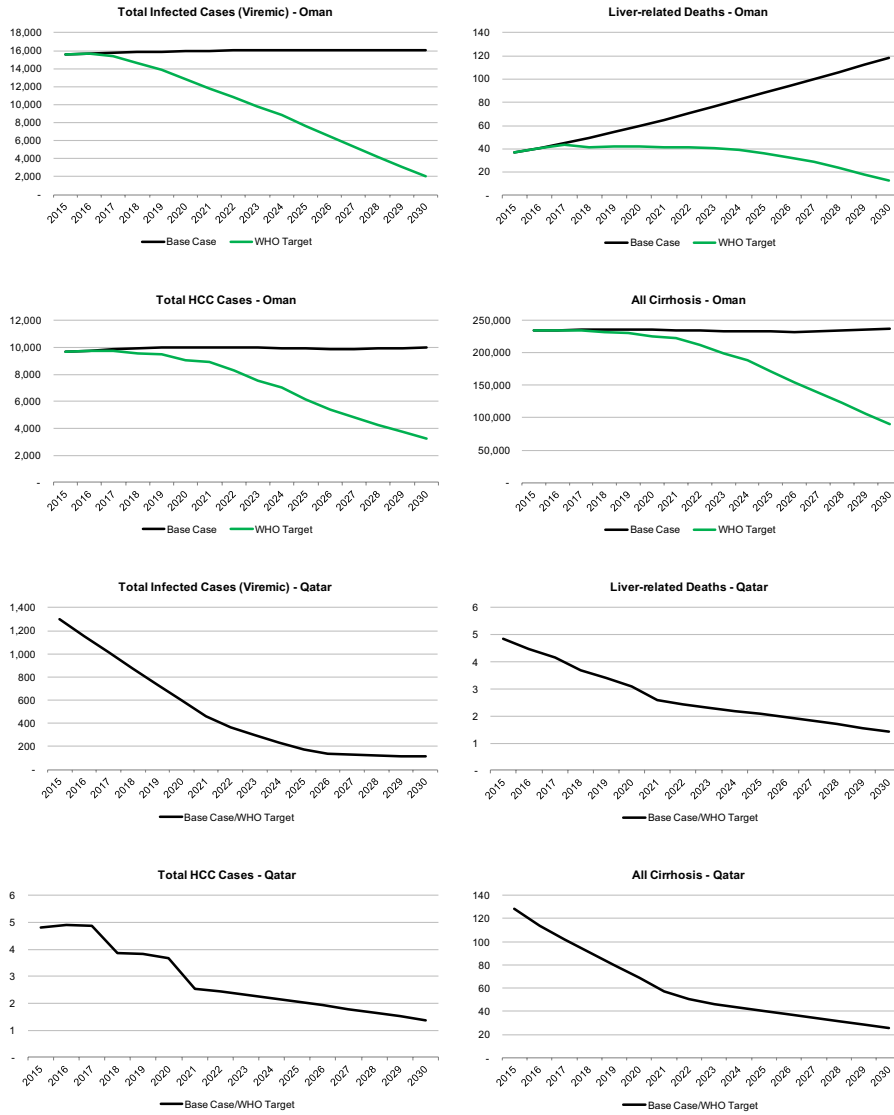 Total Infected Cases (Viremic) - Oman
18,000
16,000
14,000
12,000
10,000
8,000
6,000
4,000
2,000
-
2015 2016 2017 2018 2019 2020 2021 2022 2023 2024 2025 2026 2027 2028 2029 2030
Base Case WHO Target
Liver-related Deaths - Oman
140
120
100
80
60
40
20
-
2015 2016 2017 2018 2019 2020 2021 2022 2023 2024 2025 2026 2027 2028 2029 2030
Base Case WHO Target
Total HCC Cases - Oman
12,000
10,000
8,000
6,000
4,000
2,000
-
2015 2016 2017 2018 2019 2020 2021 2022 2023 2024 2025 2026 2027 2028 2029 2030
Base Case WHO Target
All Cirrhosis - Oman
250,000
200,000
150,000
100,000
50,000
-
2015 2016 2017 2018 2019 2020 2021 2022 2023 2024 2025 2026 2027 2028 2029 2030
Base Case WHO Target
Total Infected Cases (Viremic) - Qatar
1,400
1,200
1,000
800
600
400
200
-
2015 2016 2017 2018 2019 2020 2021 2022 2023 2024 2025 2026 2027 2028 2029 2030
Base Case/WHO Target
Liver-related Deaths - Qatar
6
5
4
3
2
1
-
2015 2016 2017 2018 2019 2020 2021 2022 2023 2024 2025 2026 2027 2028 2029 2030
Base Case/WHO Target
Total HCC Cases - Qatar
6
5
4
3
2
1
-
2015 2016 2017 2018 2019 2020 2021 2022 2023 2024 2025 2026 2027 2028 2029 2030
Base Case/WHO Target
All Cirrhosis - Qatar
140
120
100
80
60
40
20
-
2015 2016 2017 2018 2019 2020 2021 2022 2023 2024 2025 2026 2027 2028 2029 2030
Base Case/WHO Target